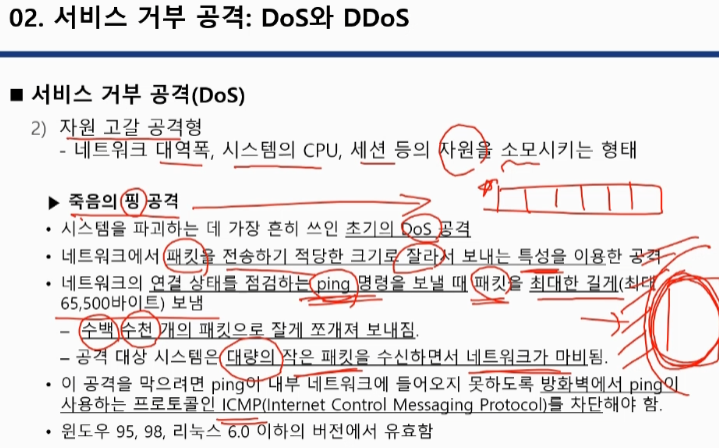 02. 서비스 거부 공격: DoS와 DDoS
■ 서비스 거부 공격(DoS)
2) 자원 고갈 공격형
- 네트워크 대역폭, 시스템의 CPU, 세션 등의 자원을 소모시키는 형태
▶ 죽음의 핑 공격
• 시스템을 파괴하는 데 가장 흔히 쓰인 초기의 DoS 공격
• 네트워크에서 패킷을 전송하기 적당한 크기로 잘라서 보내는 특성을 이용한 공격
• 네트워크의 연결 상태를 점검하는 ping 명령을 보낼 때 패킷을 최대한 길게(최대
65,500바이트) 보냄
– 수백 수천 개의 패킷으로 잘게 쪼개져 보내짐.
– 공격 대상 시스템은 대량의 작은 패킷을 수신하면서 네트워크가 마비됨.
• 이 공격을 막으려면 ping이 내부 네트워크에 들어오지 못하도록 방화벽에서 ping이
사용하는 프로토콜인 ICMP(Internet Control Messaging Protocol)를 차단해야 함.
• 윈도우 95, 98, 리눅스 6.0 이하의 버전에서 유효함